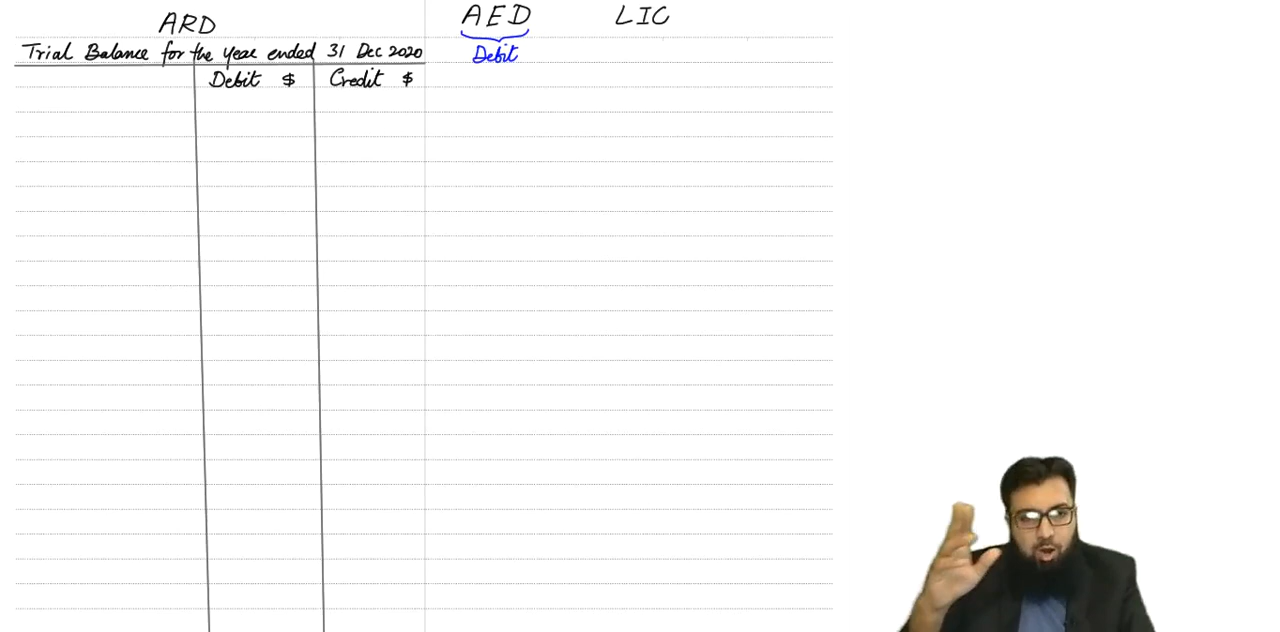 ARD
Trial Balance for the year ended 31 Dec 2020
Debit $ Credit $
AED LIC
Debit